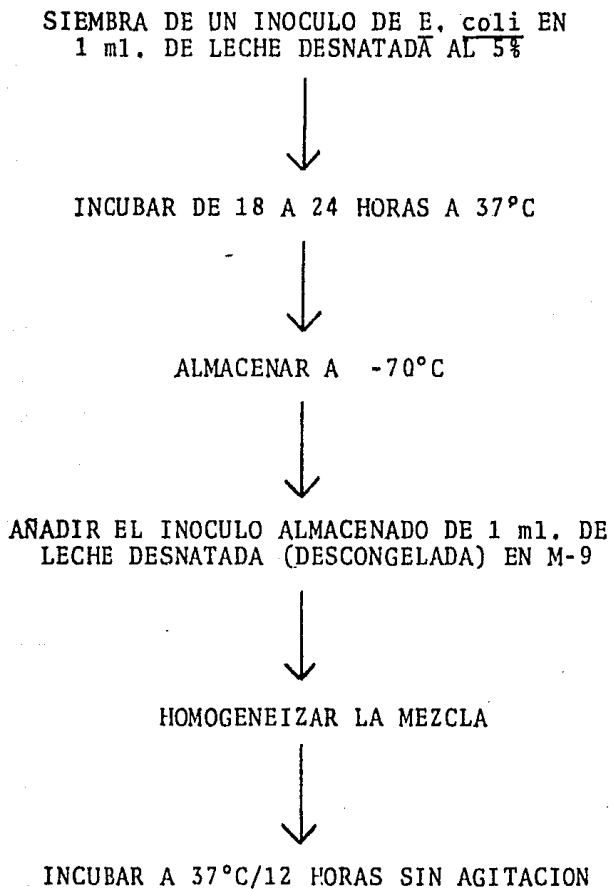 SIEMBRA DE UN INOCULO DE E. coli EN
1 ml. DE LECHE DESNATADA AL 5%
INCUBAR DE 18 A 24 HORAS A 37°C
ALMACENAR A -70°C
AÑADIR EL INOCULO ALMACENADO DE 1 ml. DE
LECHE DESNATADA (DESCONGELADA) EN M-9
HOMOGENEIZAR LA MEZCLA
INCUBAR A 37°C/12 HORAS SIN AGITACION